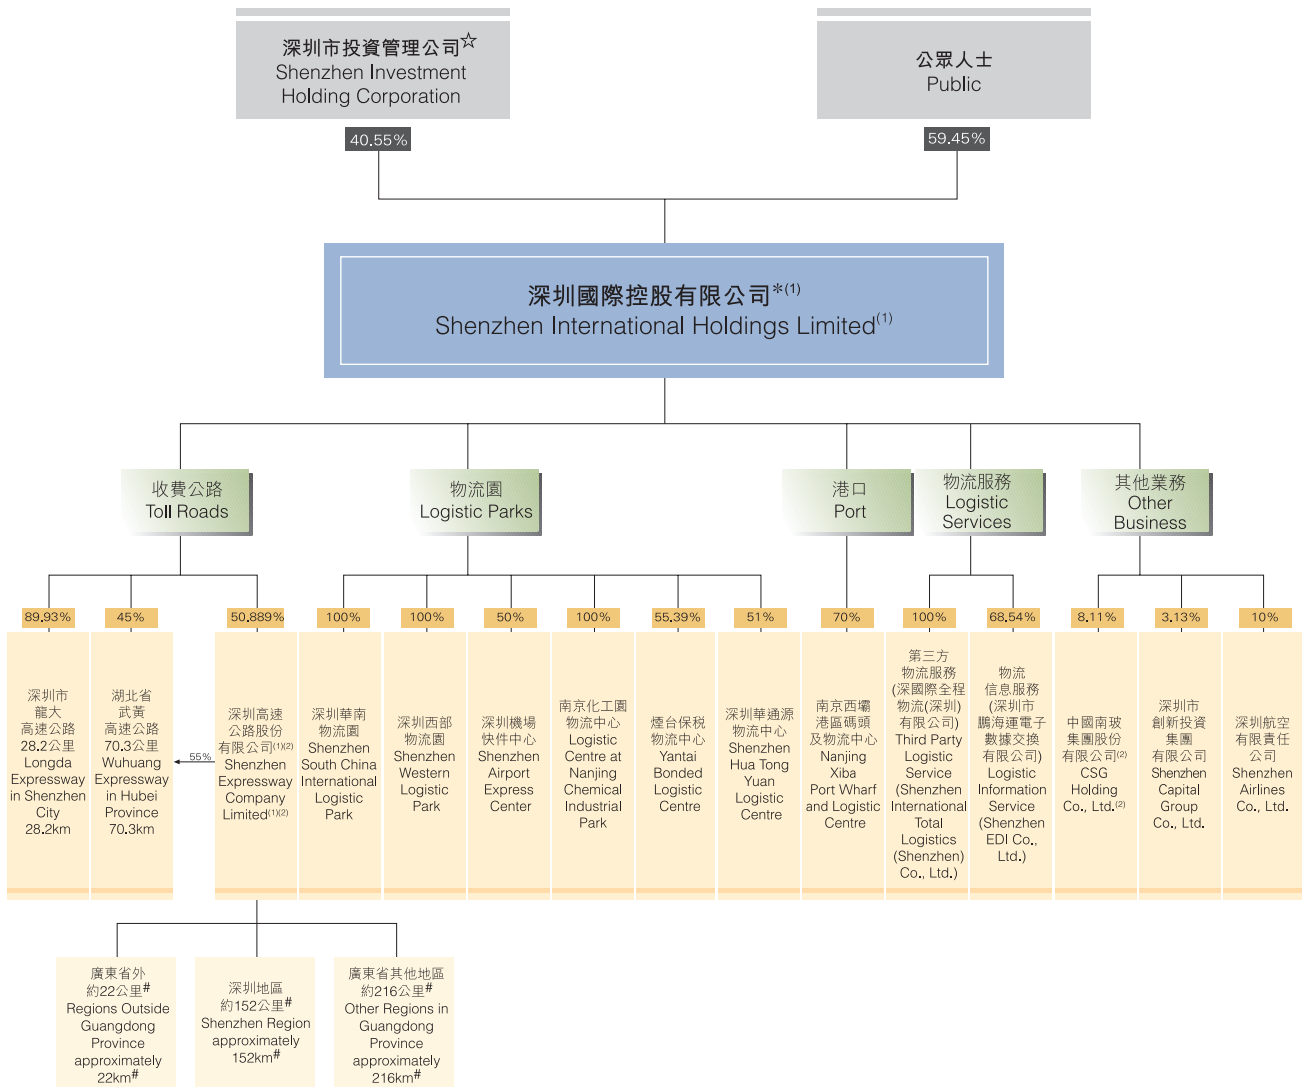 深圳市投資管理公司☆
Shenzhen Investment
Holding Corporation
40.55%
公眾人士
Public
59.45%
深圳國際控股有限公司*(1)
Shenzhen International Holdings Limited(1)
收費公路
Toll Roads
物流園
Logistic Parks
港口
Port
物流服務
Logistic
Services
其他業務
Other
Business
89.93%
深圳市
龍大
高速公路
28.2公里
Longda
Expressway
in Shenzhen
City
28.2km
45%
湖北省
武黃
高速公路
70.3公里
Wuhuang
Expressway
in Hubei
Province
70.3km
55%
50.889%
深圳高速
公路股份
有限公司(1)(2)
Shenzhen
Expressway
Company
Limited(1)(2)
100%
深圳華南
物流園
Shenzhen
South China
International
Logistic
Park
100%
深圳西部
物流園
Shenzhen
Western
Logistic
Park
50%
深圳機場
快件中心
Shenzhen
Airport
Express
Center
100%
南京化工園
物流中心
Logistic
Centre at
Nanjing
Chemical
Industrial
Park
55.39%
煙台保税
物流中心
Yantai
Bonded
Logistic
Centre
51%
深圳華通源
物流中心
Shenzhen
Hua Tong
Yuan
Logistic
Centre
70%
南京西壩
港區碼頭
及物流中心
Nanjing
Xiba
Port Wharf
and Logistic
Centre
100%
第三方
物流服務
(深國際全程
物流(深圳)
有限公司)
Third Party
Logistic
Service
(Shenzhen
International
Total
Logistics
(Shenzhen)
Co., Ltd.)
68.54%
物流
信息服務
(深圳市
鵬海運電子
數據交換
有限公司)
Logistic
Information
Service
(Shenzhen
EDI Co.,
Ltd.)
8.11%
中國南玻
集團股份
有限公司(2)
CSG
Holding
Co., Ltd.(2)
3.13%
深圳市
創新投資
集團
有限公司
Shenzhen
Capital
Group
Co., Ltd.
10%
深圳航空
有限責任
公司
Shenzhen
Airlines
Co., Ltd.
廣東省外
約22公里#
Regions Outside
Guangdong
Province
approximately
22km#
深圳地區
約152公里#
Shenzhen Region
approximately
152km#
廣東省其他地區
約216公里#
Other Regions in
Guangdong
Province
approximately
216km#